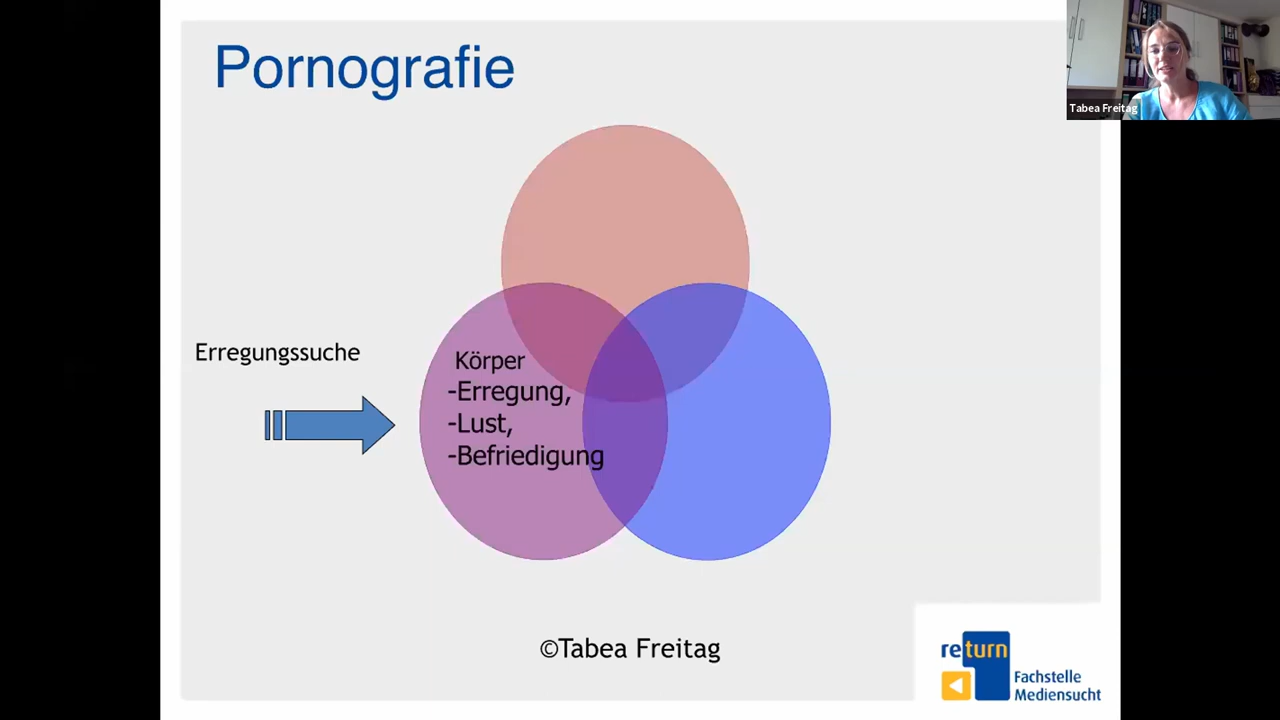 Pornografie
Tabea Freitag
Erregungssuche
Körper
-Erregung,
-Lust,
-Befriedigung
©Tabea Freitag
return
Fachstelle
Mediensucht